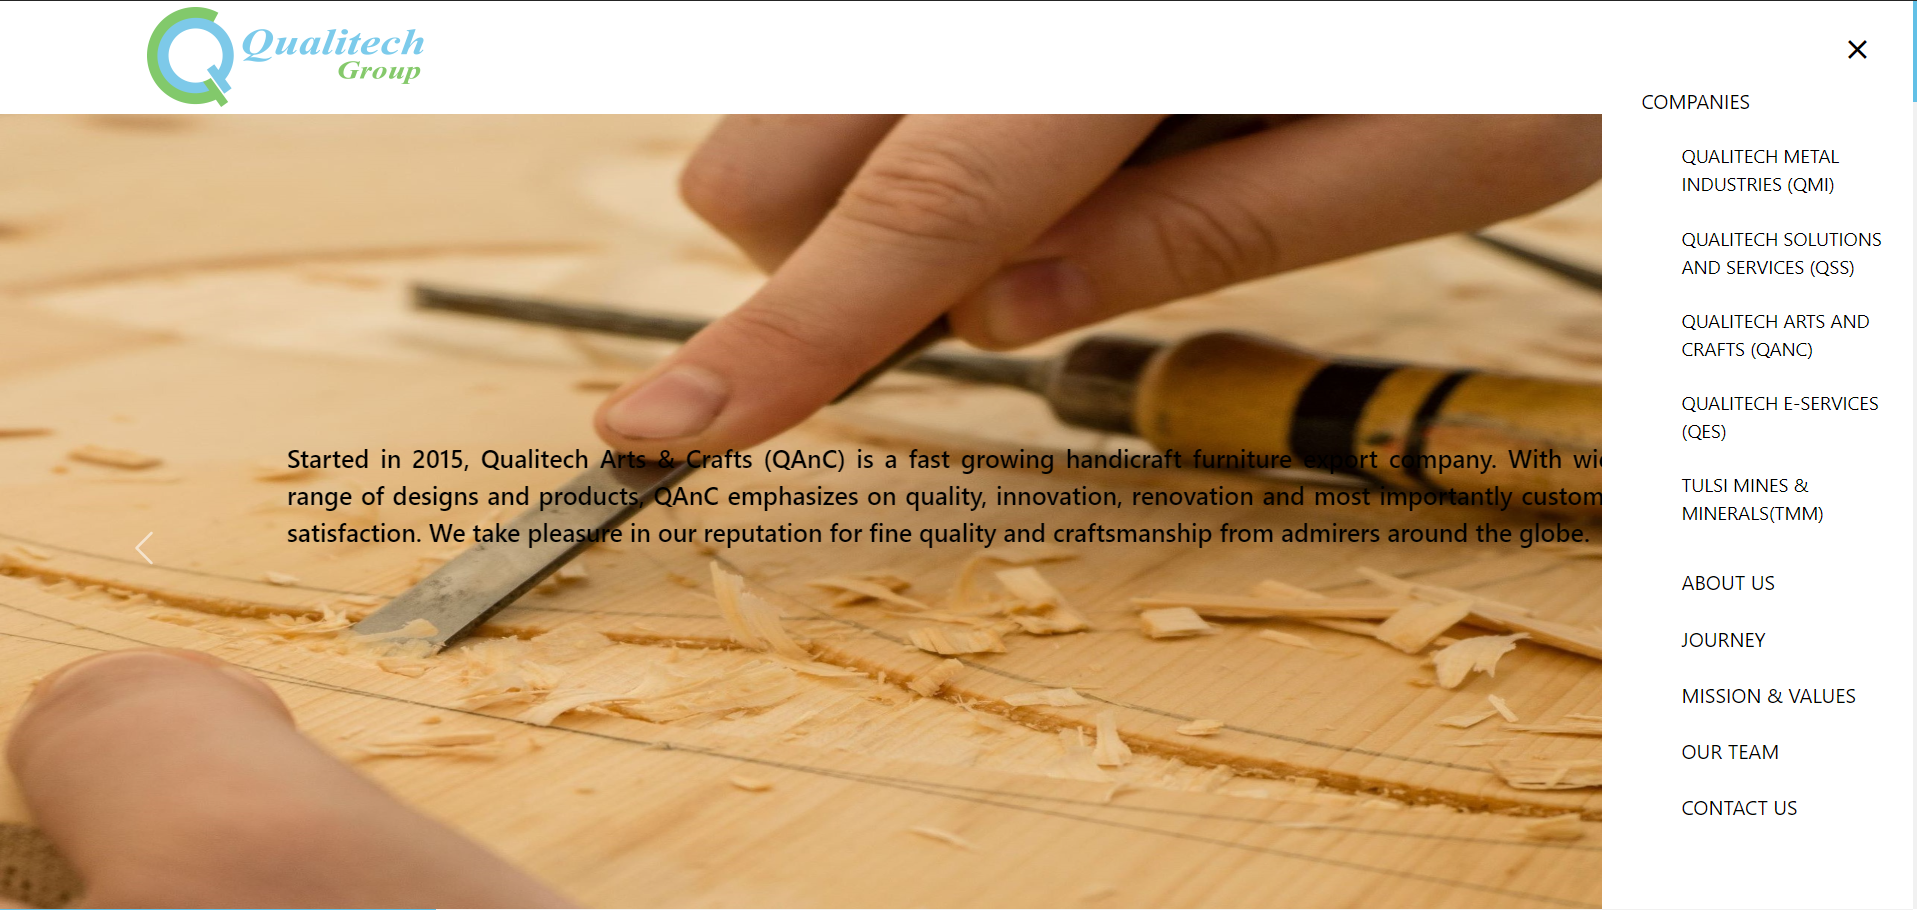 Qualitech
Group
COMPANIES
QUALITECH METAL
INDUSTRIES (QMI)
QUALITECH SOLUTIONS
AND SERVICES (QSS)
QUALITECH ARTS AND
CRAFTS (QANC)
QUALITECH E-SERVICES
(QES)
TULSI MINES &
MINERALS(TMM)
ABOUT US
JOURNEY
MISSION & VALUES
OUR TEAM
CONTACT US
Started in 2015, Qualitech Arts & Crafts (QAnC) is a fast growing handicraft furniture export company. With
range of designs and products, QAnC emphasizes on quality, innovation, renovation and most importantly custom
satisfaction. We take pleasure in our reputation for fine quality and craftsmanship from admirers around the globe.